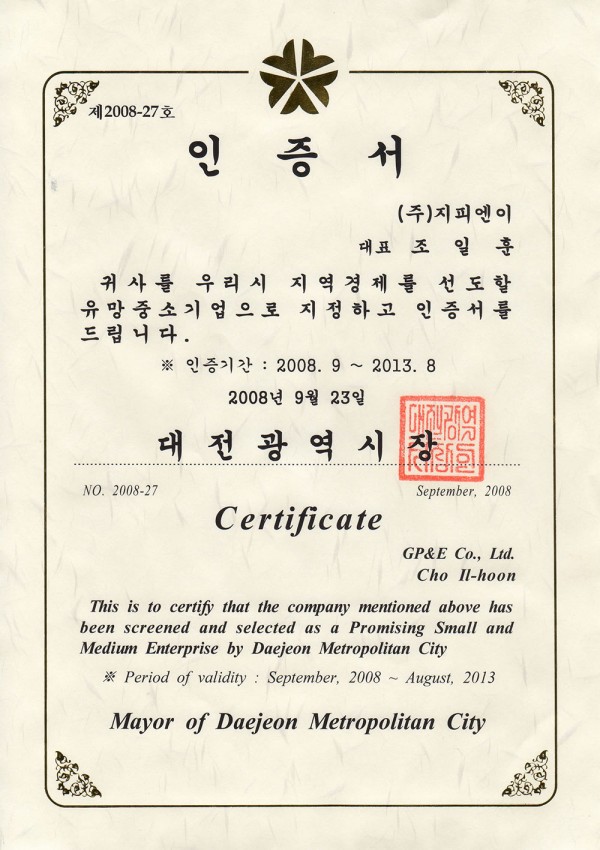 제2008-27호
인 증 서
(주)지피엔이
대표 조 일 훈
귀사를 우리시 지역경제를 선도할
유망중소기업으로 지정하고 인증서를
드립니다.
※ 인증기간 : 2008. 9 ~ 2013. 8
2008년 9월 23일
대전광역시장
NO. 2008-27
September, 2008
Certificate
GP&E Co., Ltd.
Cho Il-hoon
This is to certify that the company mentioned above has
been screened and selected as a Promising Small and
Medium Enterprise by Daejeon Metropolitan City
※ Period of validity : September, 2008 ~ August, 2013
Mayor of Daejeon Metropolitan City